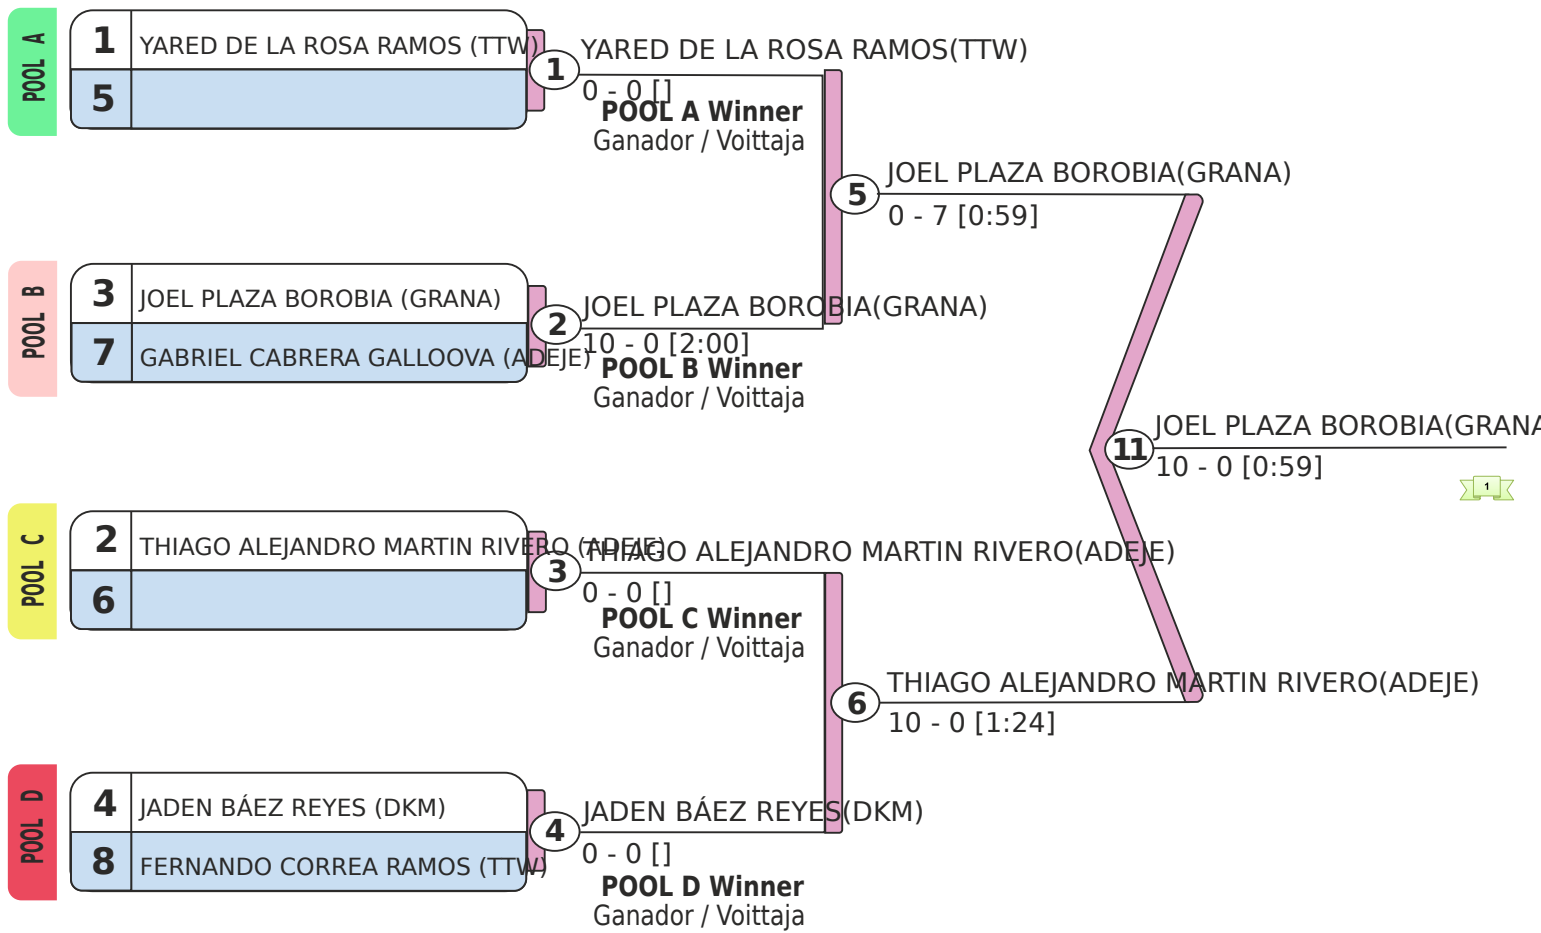 POOL A
1 YARED DE LA ROSA RAMOS (TTW)
5
1
YARED DE LA ROSA RAMOS(TTW)
0 - 0 []
POOL A Winner
Ganador / Voittaja
5
JOEL PLAZA BOROBIA(GRANA)
0 - 7 [0:59]
POOL B
3 JOEL PLAZA BOROBIA (GRANA)
7 GABRIEL CABRERA GALLOOVA (ADEJE)
2
JOEL PLAZA BOROBIA(GRANA)
10 - 0 [2:00]
POOL B Winner
Ganador / Voittaja
11
JOEL PLAZA BOROBIA(GRANA
10 - 0 [0:59]
1
POOL C
2 THIAGO ALEJANDRO MARTIN RIVERO (ADEJE)
6
3
THIAGO ALEJANDRO MARTIN RIVERO(ADEJE)
0 - 0 []
POOL C Winner
Ganador / Voittaja
6
THIAGO ALEJANDRO MARTIN RIVERO(ADEJE)
10 - 0 [1:24]
POOL D
4 JADEN BÁEZ REYES (DKM)
8 FERNANDO CORREA RAMOS (TTW)
4
JADEN BÁEZ REYES(DKM)
0 - 0 []
POOL D Winner
Ganador / Voittaja